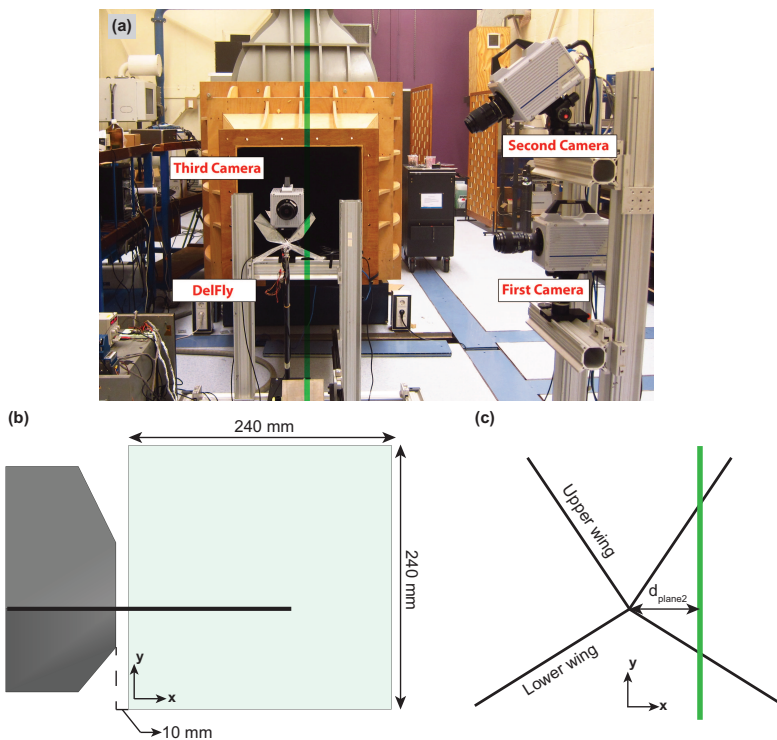 (a)
Second Camera
Third Camera
First Camera
DelFly
(b)
240 mm
240 mm
y
x
10 mm
(c)
Upper wing
d plane2
Lower wing
y
x